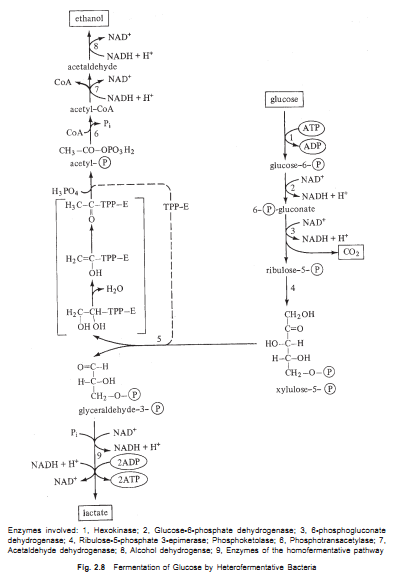 ethanol
NAD⁺
8
NADH + H⁺
acetaldehyde
CoA
NAD⁺
7
NADH + H⁺
acetyl-CoA
Pᵢ
CoA
6
CH₃–CO–OPO₃H₂
acetyl-Ⓟ
H₃PO₄
TPP-E
H₃C–C–TPP–E
O
H₂C=C–TPP–E
OH
H₂O
H₂C–CH–TPP–E
OH OH
5
O=C–H
H–C–OH
CH₂–O–Ⓟ
glyceraldehyde-3-Ⓟ
Pᵢ
NAD⁺
NADH + H⁺
9
NADH + H⁺
2ADP
NAD⁺
2ATP
lactate
glucose
ATP
1
ADP
glucose-6-Ⓟ
NAD⁺
2
NADH + H⁺
6-Ⓟ-gluconate
NAD⁺
3
NADH + H⁺
CO₂
ribulose-5-Ⓟ
4
CH₂OH
C=O
HO–C–H
H–C–OH
CH₂–O–Ⓟ
xylulose-5-Ⓟ
Enzymes involved: 1, Hexokinase; 2, Glucose-6-phosphate dehydrogenase; 3, 6-phosphogluconate
dehydrogenase; 4, Ribulose-5-phosphate 3-epimerase; Phosphoketolase; 6, Phosphotransacetylase; 7,
Acetaldehyde dehydrogenase; 8, Alcohol dehydrogenase; 9, Enzymes of the homofermentative pathway
Fig. 2.8 Fermentation of Glucose by Heterofermentative Bacteria